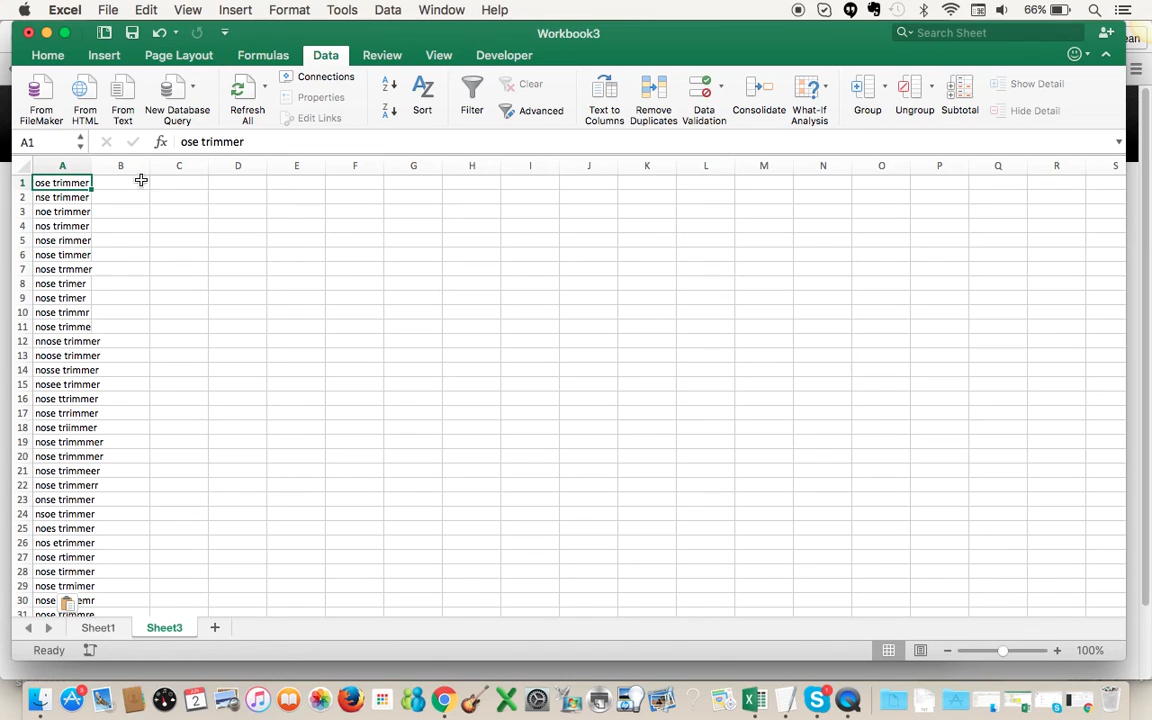 Excel File Edit View Insert Format Tools Data Window Help 66%
Workbook3
Search Sheet
Home Insert Page Layout Formulas Data Review View Developer
From FileMaker
From HTML
From Text
New Database Query
Refresh All
Connections
Properties
Edit Links
Sort
Filter
Clear
Advanced
Text to Columns
Remove Duplicates
Data Validation
Consolidate
What-If Analysis
Group
Ungroup
Subtotal
Show Detail
Hide Detail
A1 fx ose trimmer
A B C D E F G H I J K L M N O P Q R S
1 ose trimmer
2 nse trimmer
3 noe trimmer
4 nos trimmer
5 nose rimmer
6 nose timmer
7 nose trmmer
8 nose trimer
9 nose trimer
10 nose trimmr
11 nose trimme
12 nnose trimmer
13 noose trimmer
14 nosse trimmer
15 nosee trimmer
16 nose ttrimmer
17 nose trrimmer
18 nose triimmer
19 nose trimmmer
20 nose trimmmer
21 nose trimmeer
22 nose trimmerr
23 onse trimmer
24 nsoe trimmer
25 noes trimmer
26 nos etrimmer
27 nose rtimmer
28 nose tirmmer
29 nose trmimer
30 nose emr
31 nose trimmre
Sheet1 Sheet3
Ready 100%